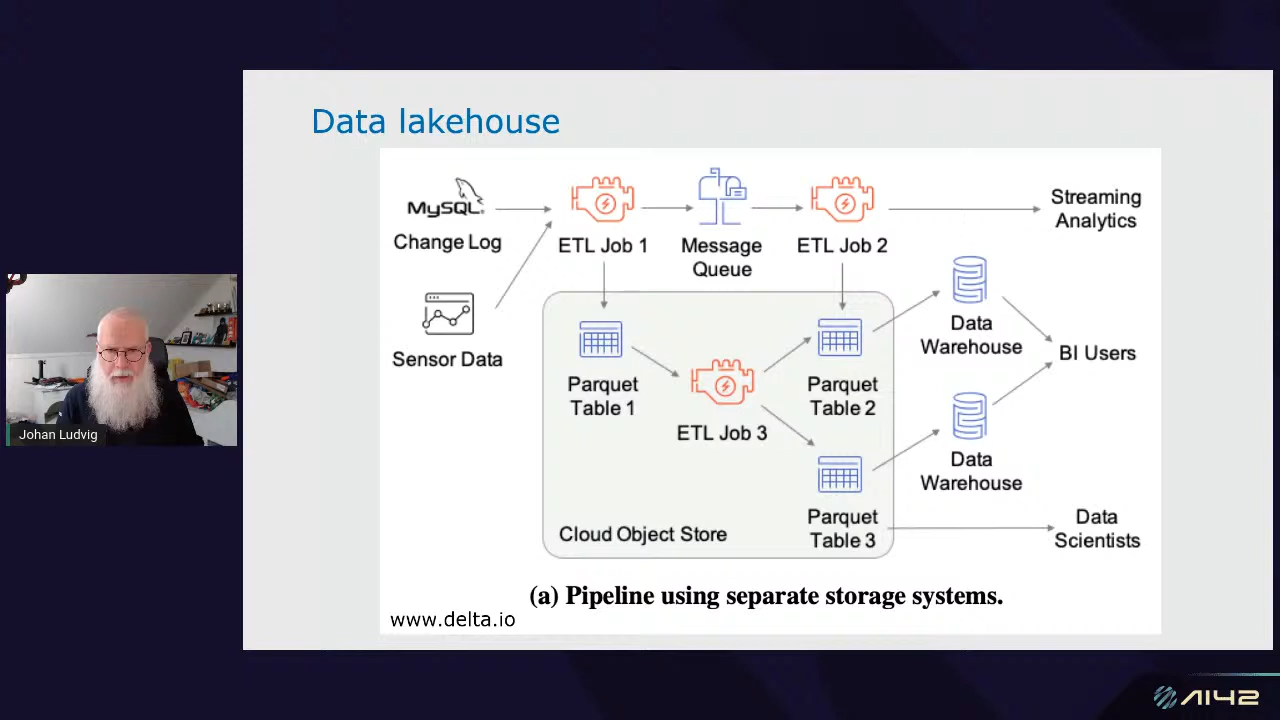 Data lakehouse
MySQL
Change Log
ETL Job 1
Message
Queue
ETL Job 2
Streaming
Analytics
Sensor Data
Parquet
Table 1
ETL Job 3
Parquet
Table 2
Data
Warehouse
BI Users
Data
Warehouse
Parquet
Table 3
Cloud Object Store
Data
Scientists
(a) Pipeline using separate storage systems.
www.delta.io
Johan Ludvig
AI42